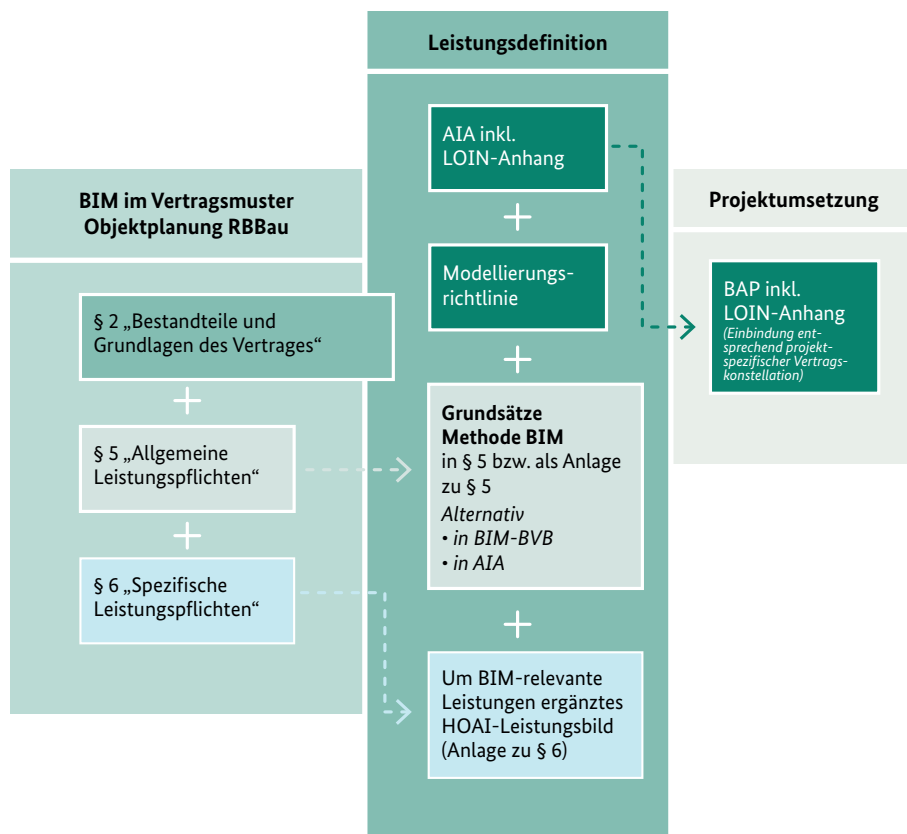 BIM im Vertragsmuster
Objektplanung RBBau
§ 2 „Bestandteile und
Grundlagen des Vertrages“
+
§ 5 „Allgemeine
Leistungspflichten“
+
§ 6 „Spezifische
Leistungspflichten“
Leistungsdefinition
AIA inkl.
LOIN-Anhang
+
Modellierungs-
richtlinie
+
Grundsätze
Methode BIM
in § 5 bzw. als Anlage
zu § 5
Alternativ
• in BIM-BVB
• in AIA
+
Um BIM-relevante
Leistungen ergänztes
HOAI-Leistungsbild
(Anlage zu § 6)
Projektumsetzung
BAP inkl.
LOIN-Anhang
(Einbindung ent-
sprechend projekt-
spezifischer Vertrags-
konstellation)